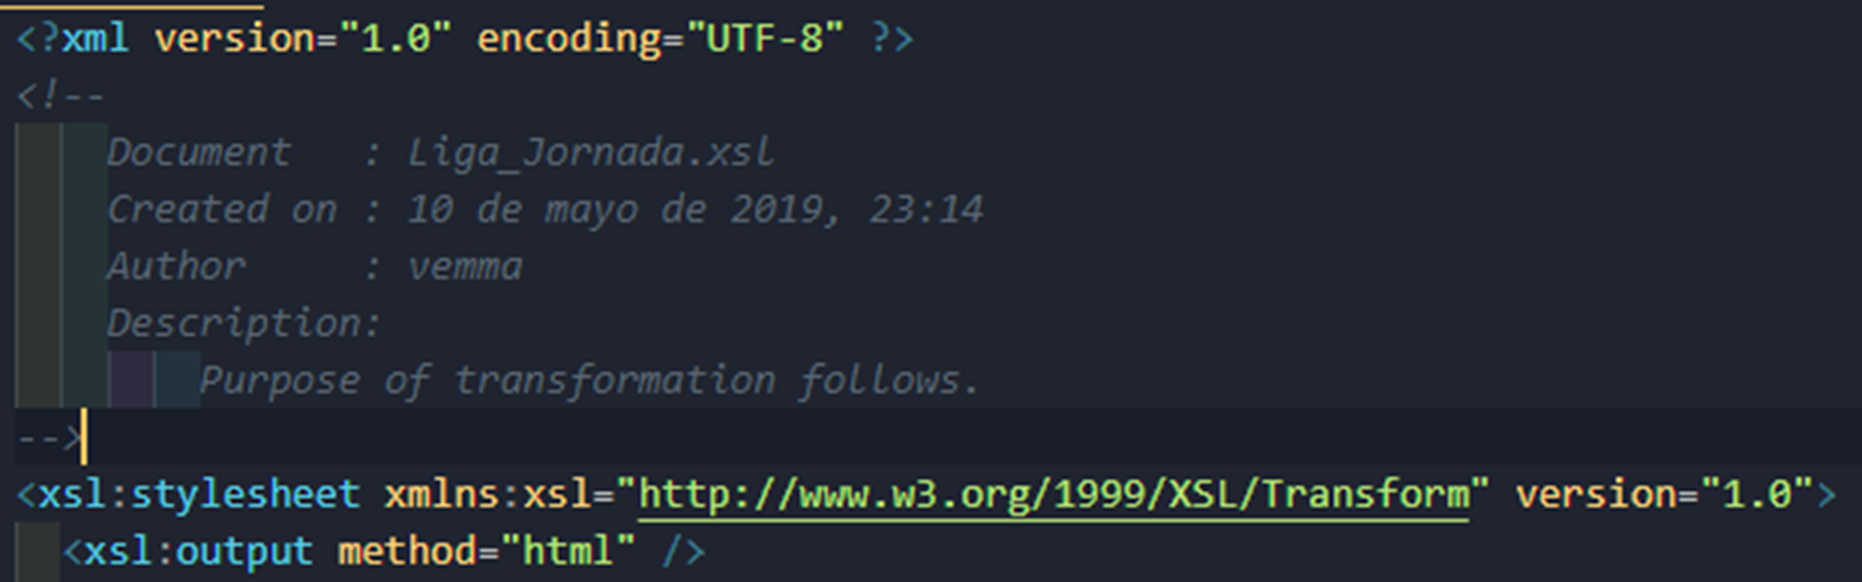 <?xml version="1.0" encoding="UTF-8" ?>
<!--
    Document   : Liga_Jornada.xsl
    Created on : 10 de mayo de 2019, 23:14
    Author     : vemma
    Description:
        Purpose of transformation follows.
-->
<xsl:stylesheet xmlns:xsl="http://www.w3.org/1999/XSL/Transform" version="1.0">
  <xsl:output method="html" />